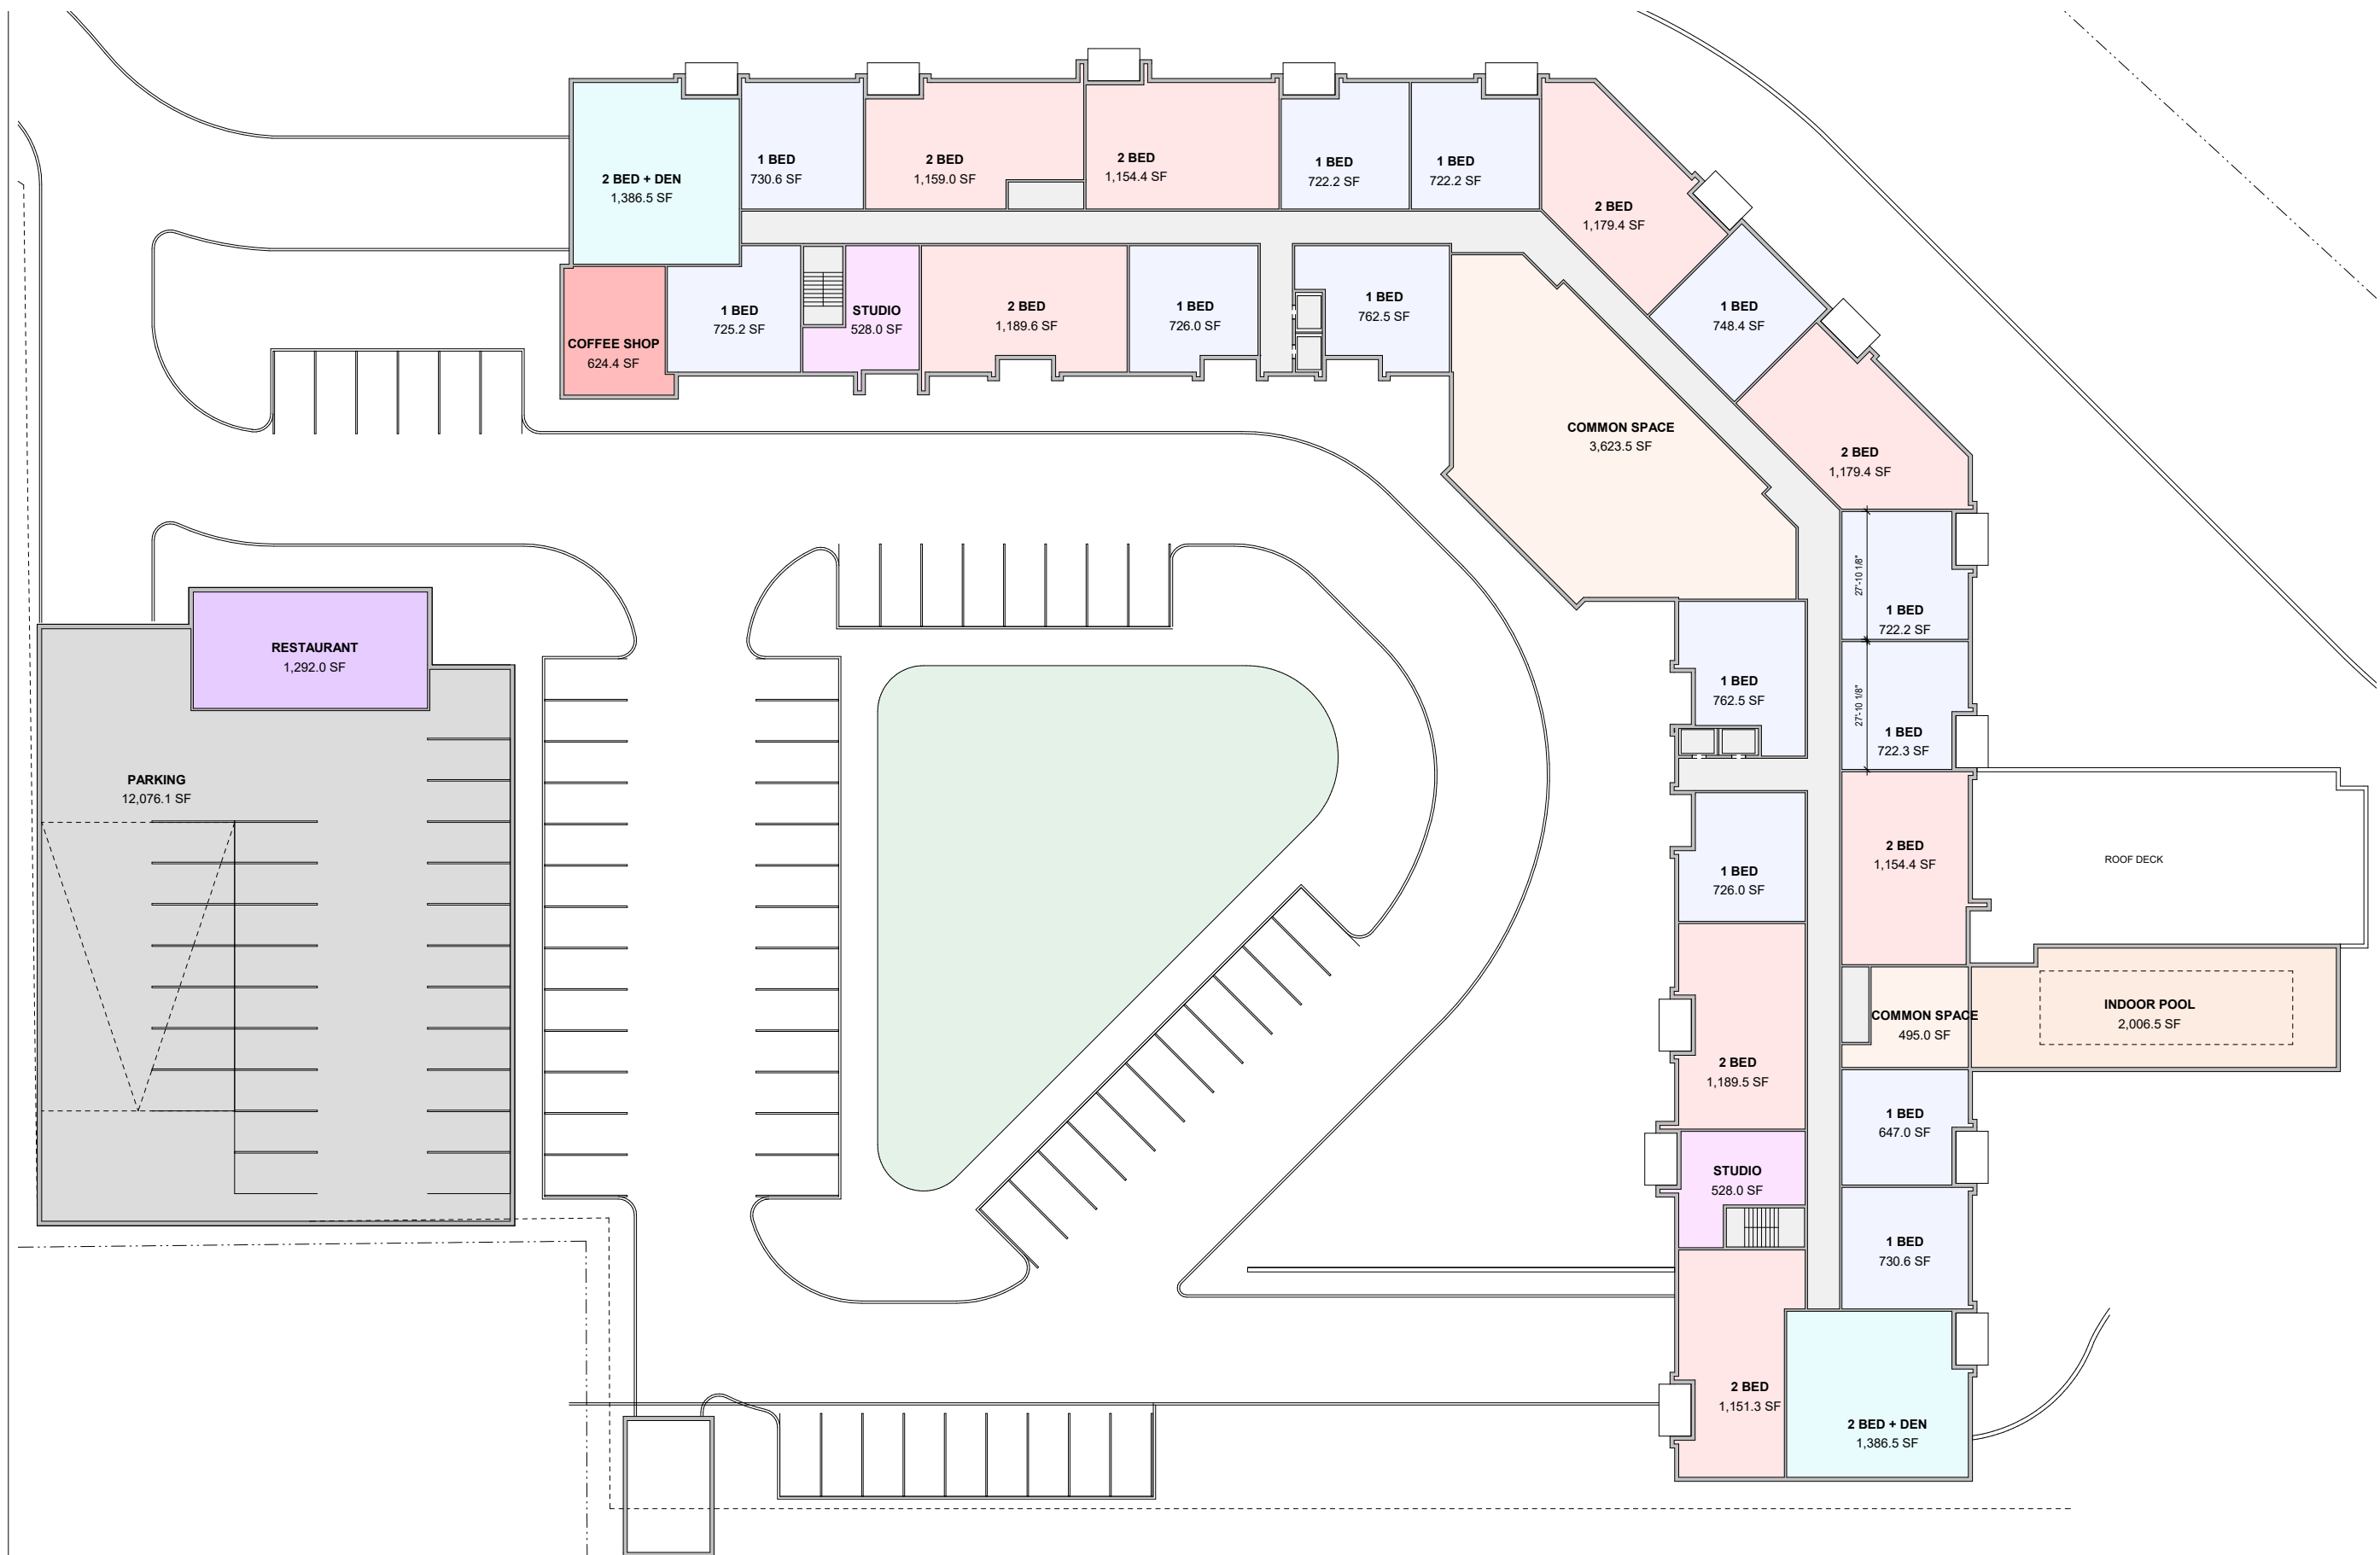 2 BED + DEN
1,386.5 SF
1 BED
730.6 SF
2 BED
1,159.0 SF
2 BED
1,154.4 SF
1 BED
722.2 SF
1 BED
722.2 SF
2 BED
1,179.4 SF
1 BED
748.4 SF
2 BED
1,179.4 SF
COFFEE SHOP
624.4 SF
1 BED
725.2 SF
STUDIO
528.0 SF
2 BED
1,189.6 SF
1 BED
726.0 SF
1 BED
762.5 SF
COMMON SPACE
3,623.5 SF
27'-10 1/8"
1 BED
722.2 SF
27'-10 1/8"
1 BED
722.3 SF
1 BED
762.5 SF
RESTAURANT
1,292.0 SF
PARKING
12,076.1 SF
1 BED
726.0 SF
2 BED
1,154.4 SF
ROOF DECK
COMMON SPACE
495.0 SF
INDOOR POOL
2,006.5 SF
2 BED
1,189.5 SF
1 BED
647.0 SF
STUDIO
528.0 SF
1 BED
730.6 SF
2 BED
1,151.3 SF
2 BED + DEN
1,386.5 SF